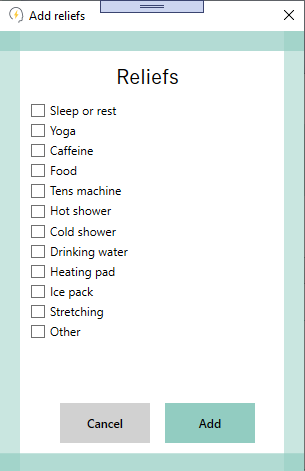 Add reliefs
Reliefs
Sleep or rest
Yoga
Caffeine
Food
Tens machine
Hot shower
Cold shower
Drinking water
Heating pad
Ice pack
Stretching
Other
Cancel
Add